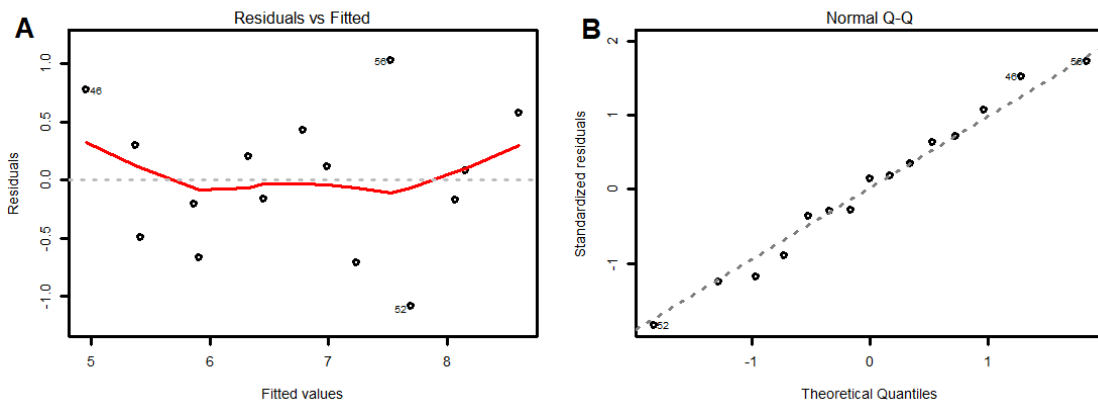 A
Residuals vs Fitted
Residuals
1.0
0.5
0.0
-0.5
-1.0
46
56
52
5
6
7
8
Fitted values
B
Normal Q-Q
Standardized residuals
2
1
0
-1
46
56
52
-1
0
1
Theoretical Quantiles